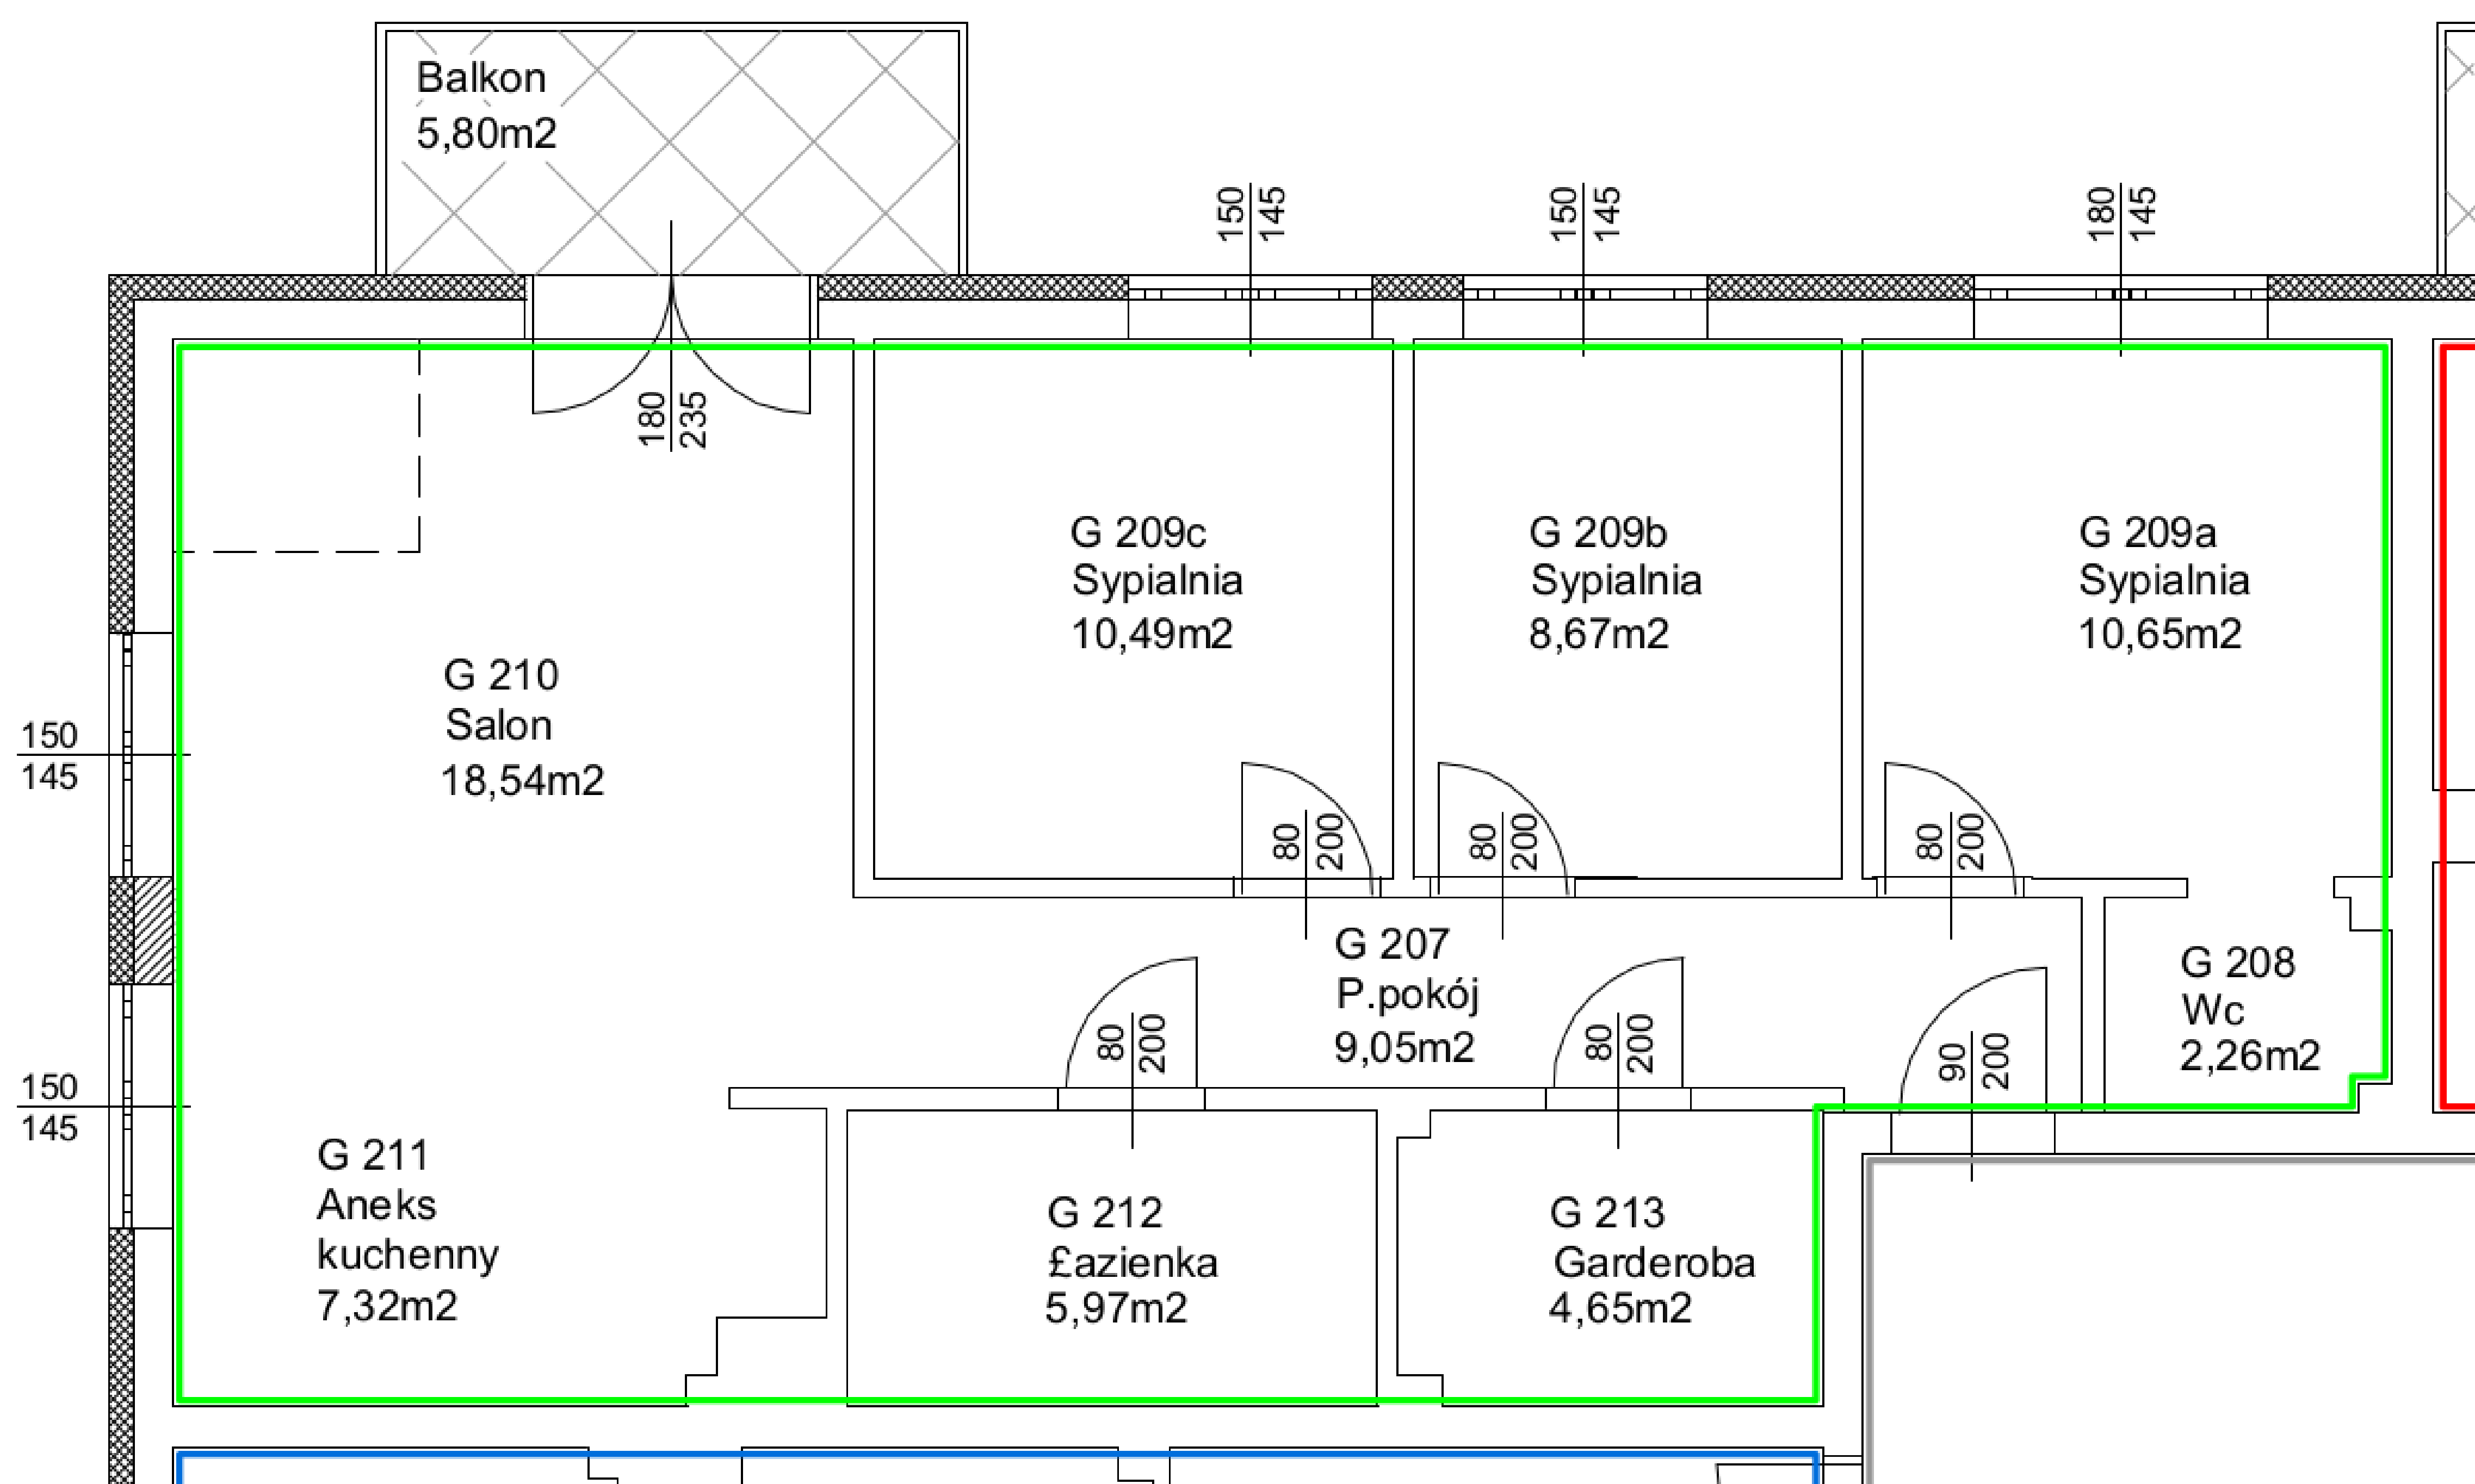 Balkon
5,80m2
150
145
150
145
180
145
180
235
G 209c
Sypialnia
10,49m2
G 209b
Sypialnia
8,67m2
G 209a
Sypialnia
10,65m2
G 210
Salon
18,54m2
150
145
80
200
80
200
80
200
G 207
P.pokój
9,05m2
G 208
Wc
2,26m2
80
200
80
200
90
200
150
145
G 211
Aneks
kuchenny
7,32m2
G 212
£azienka
5,97m2
G 213
Garderoba
4,65m2